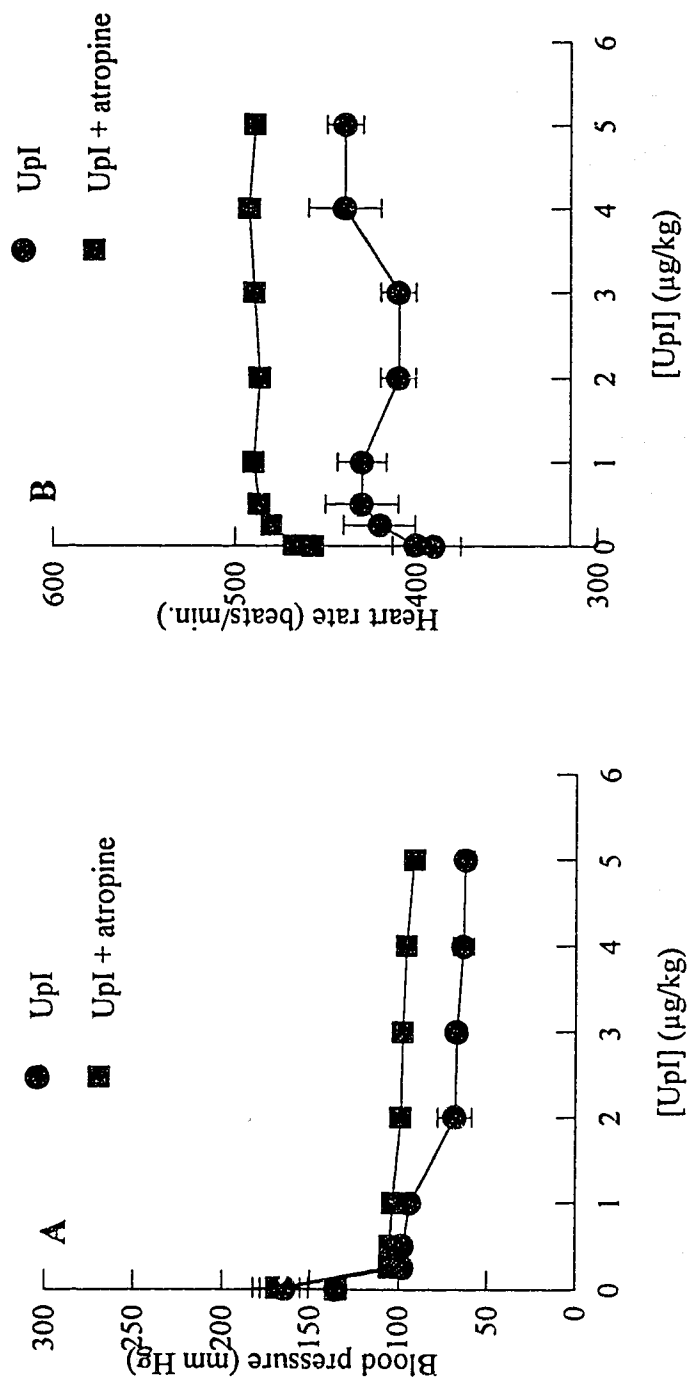 A
UpI
UpI + atropine
Blood pressure (mm Hg)
300
250
200
150
100
50
0
0 1 2 3 4 5 6
[UpI] (µg/kg)
B
UpI
UpI + atropine
Heart rate (beats/min.)
600
500
400
300
0 1 2 3 4 5 6
[UpI] (µg/kg)